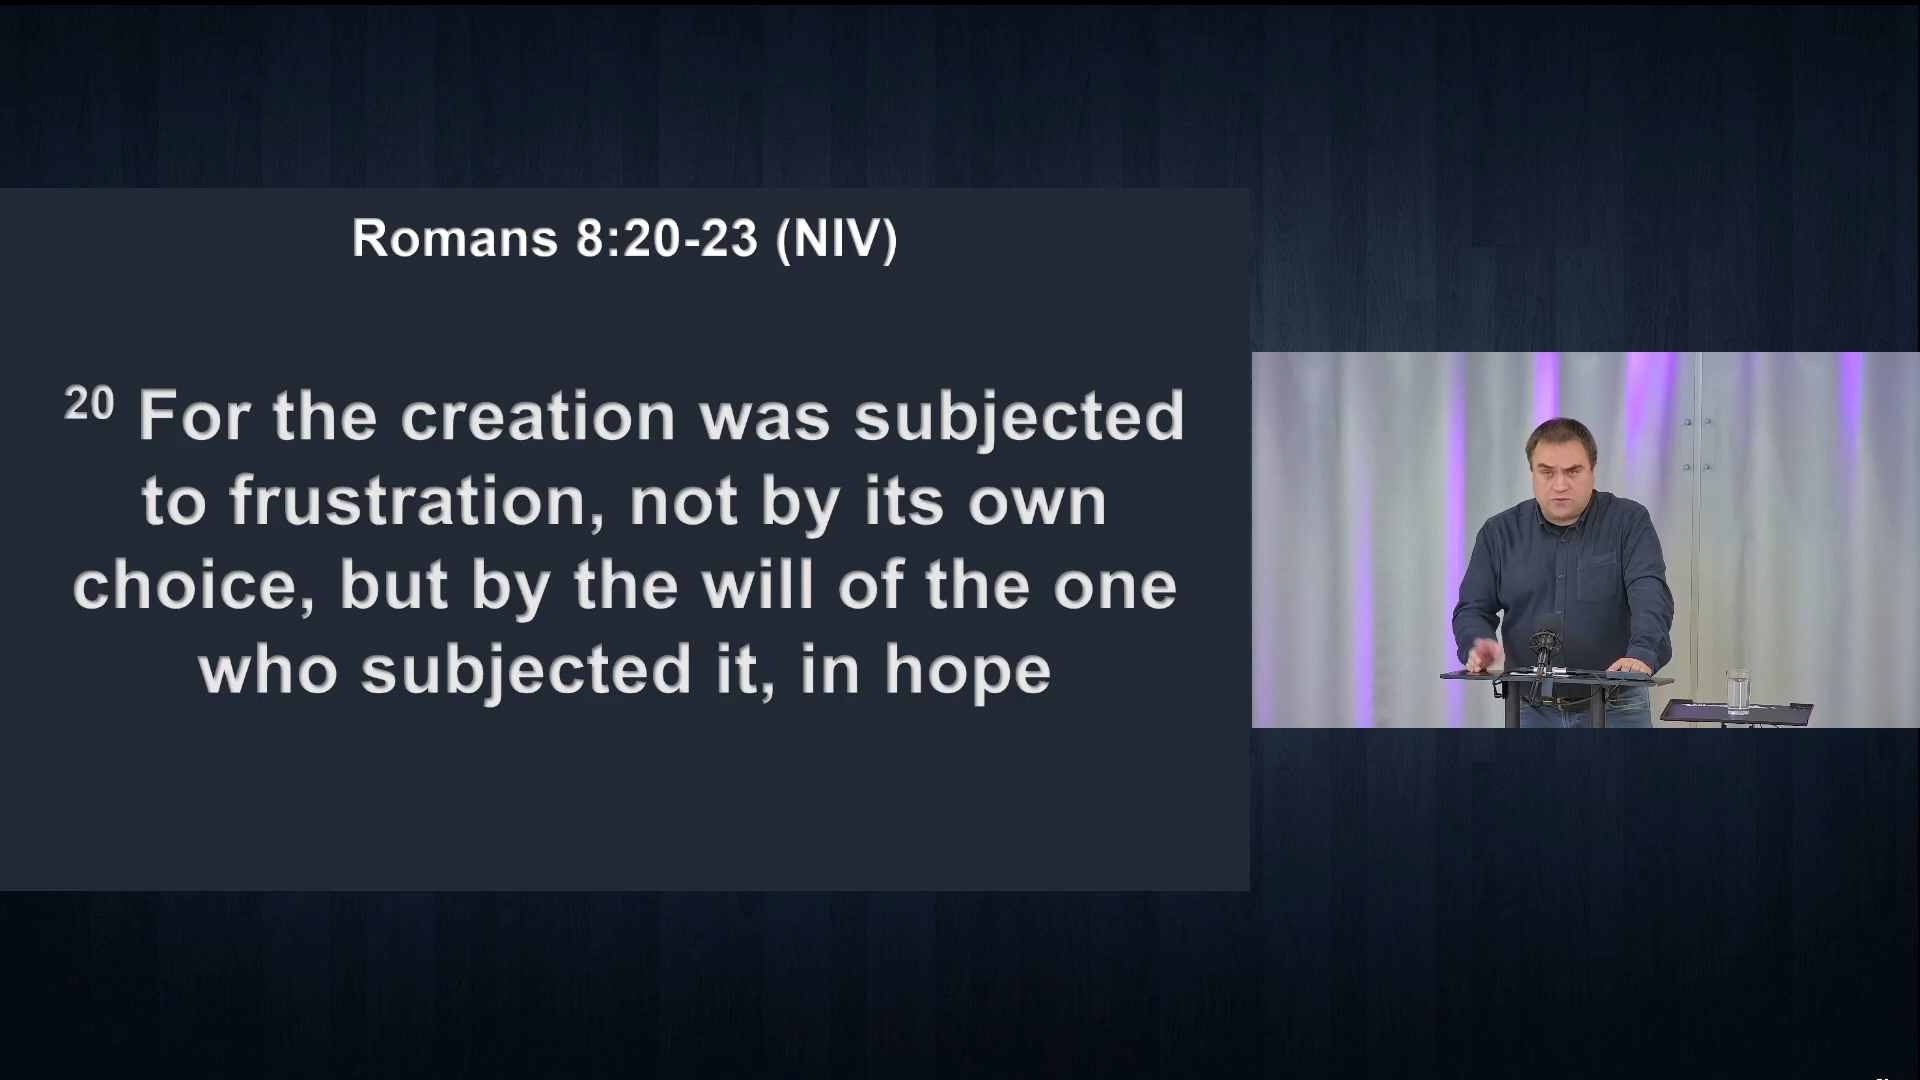 Romans 8:20-23 (NIV)
20 For the creation was subjected
to frustration, not by its own
choice, but by the will of the one
who subjected it, in hope